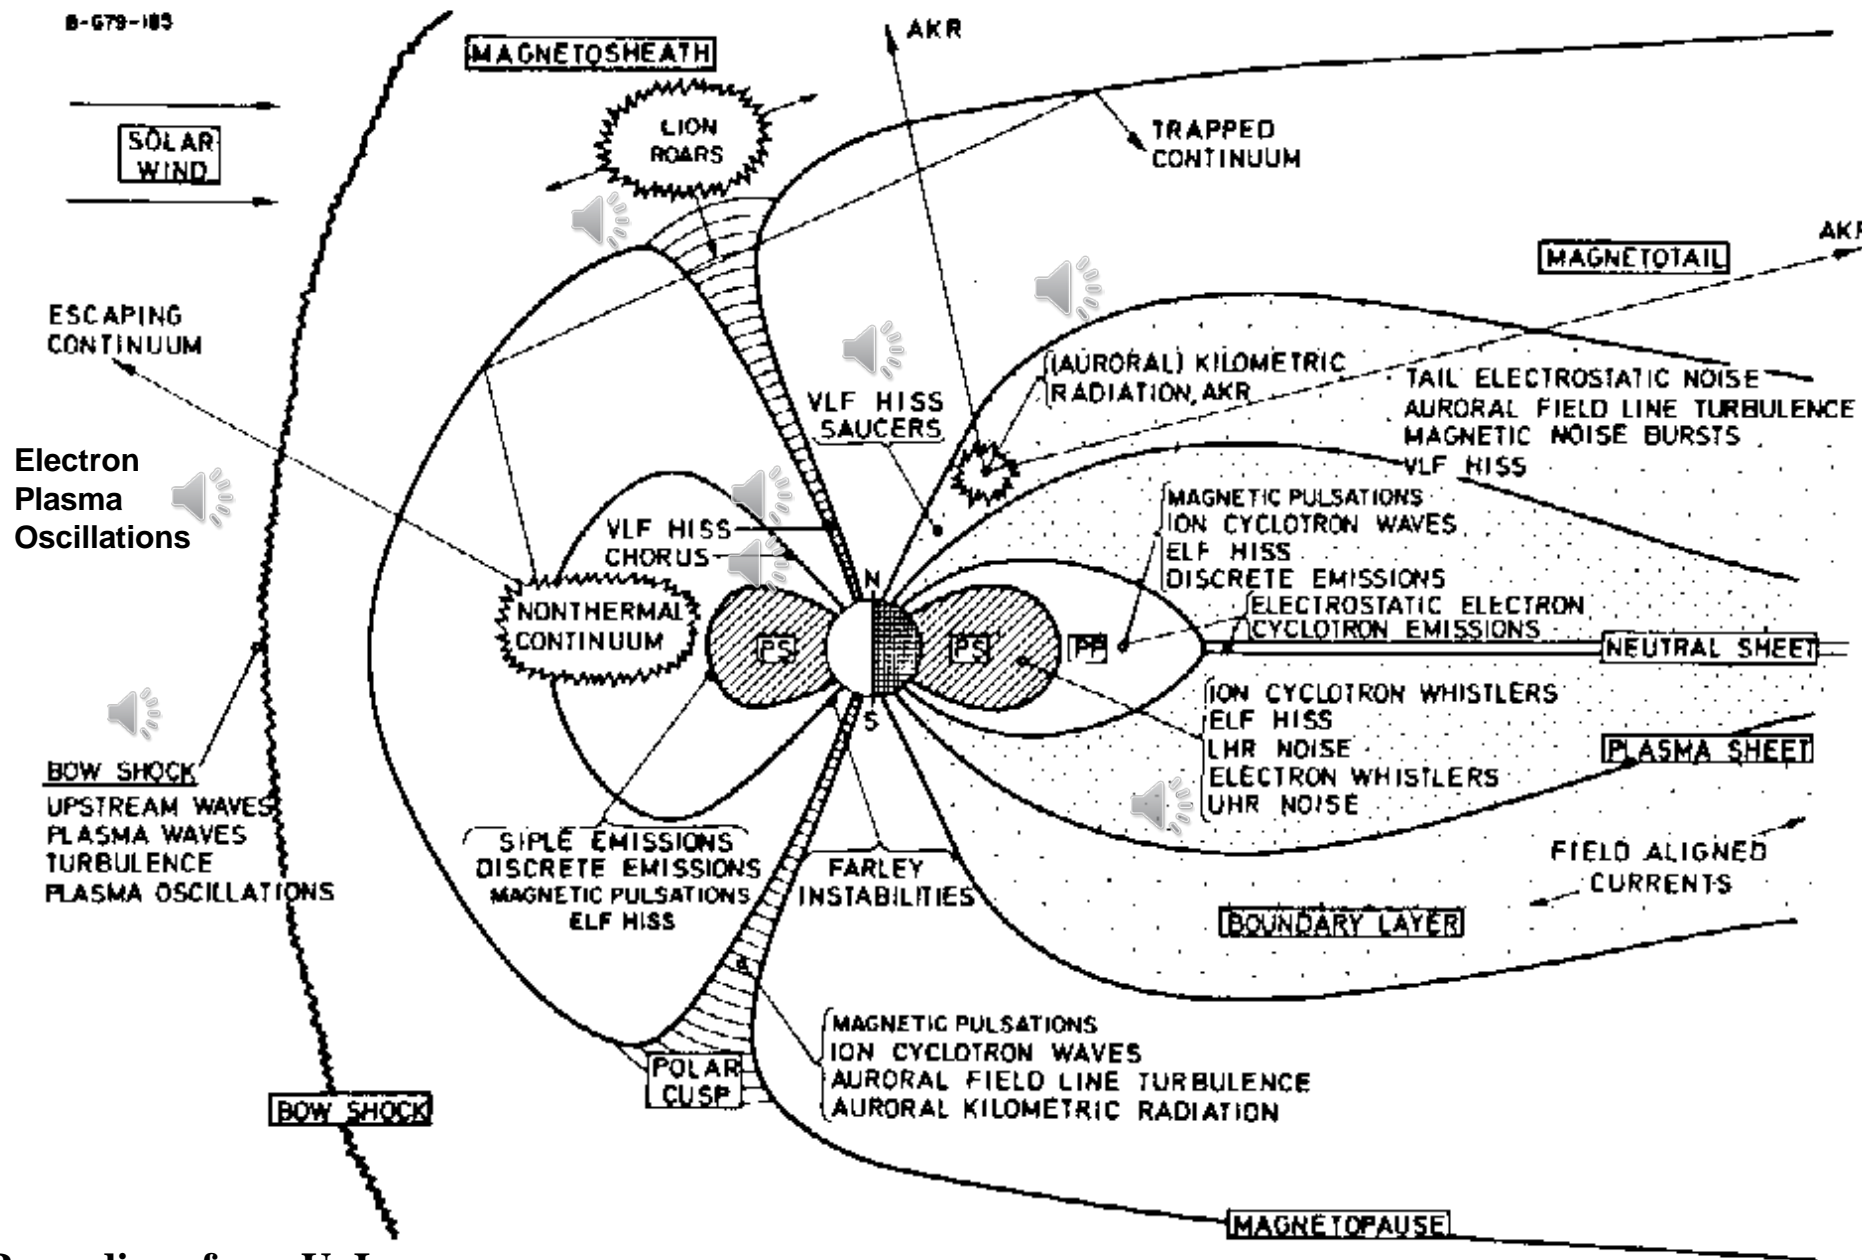 B-G79-183
MAGNETOSHEATH
AKR
LION
ROARS
SOLAR
WIND
TRAPPED
CONTINUUM
AKR
MAGNETOTAIL
ESCAPING
CONTINUUM
(AURORAL) KILOMETRIC
RADIATION, AKR
VLF HISS
SAUCERS
TAIL ELECTROSTATIC NOISE
AURORAL FIELD LINE TURBULENCE
MAGNETIC NOISE BURSTS
VLF HISS
Electron
Plasma
Oscillations
MAGNETIC PULSATIONS
ION CYCLOTRON WAVES
ELF HISS
DISCRETE EMISSIONS
VLF HISS
CHORUS
N
NONTHERMAL
CONTINUUM
PS
PS
PP
ELECTROSTATIC ELECTRON
CYCLOTRON EMISSIONS
NEUTRAL SHEET
S
ION CYCLOTRON WHISTLERS
ELF HISS
LHR NOISE
ELECTRON WHISTLERS
UHR NOISE
PLASMA SHEET
BOW SHOCK
UPSTREAM WAVES
PLASMA WAVES
TURBULENCE
PLASMA OSCILLATIONS
SIPLE EMISSIONS
DISCRETE EMISSIONS
MAGNETIC PULSATIONS
ELF HISS
FARLEY
INSTABILITIES
FIELD ALIGNED
CURRENTS
BOUNDARY LAYER
MAGNETIC PULSATIONS
ION CYCLOTRON WAVES
AURORAL FIELD LINE TURBULENCE
AURORAL KILOMETRIC RADIATION
POLAR
CUSP
BOW SHOCK
MAGNETOPAUSE